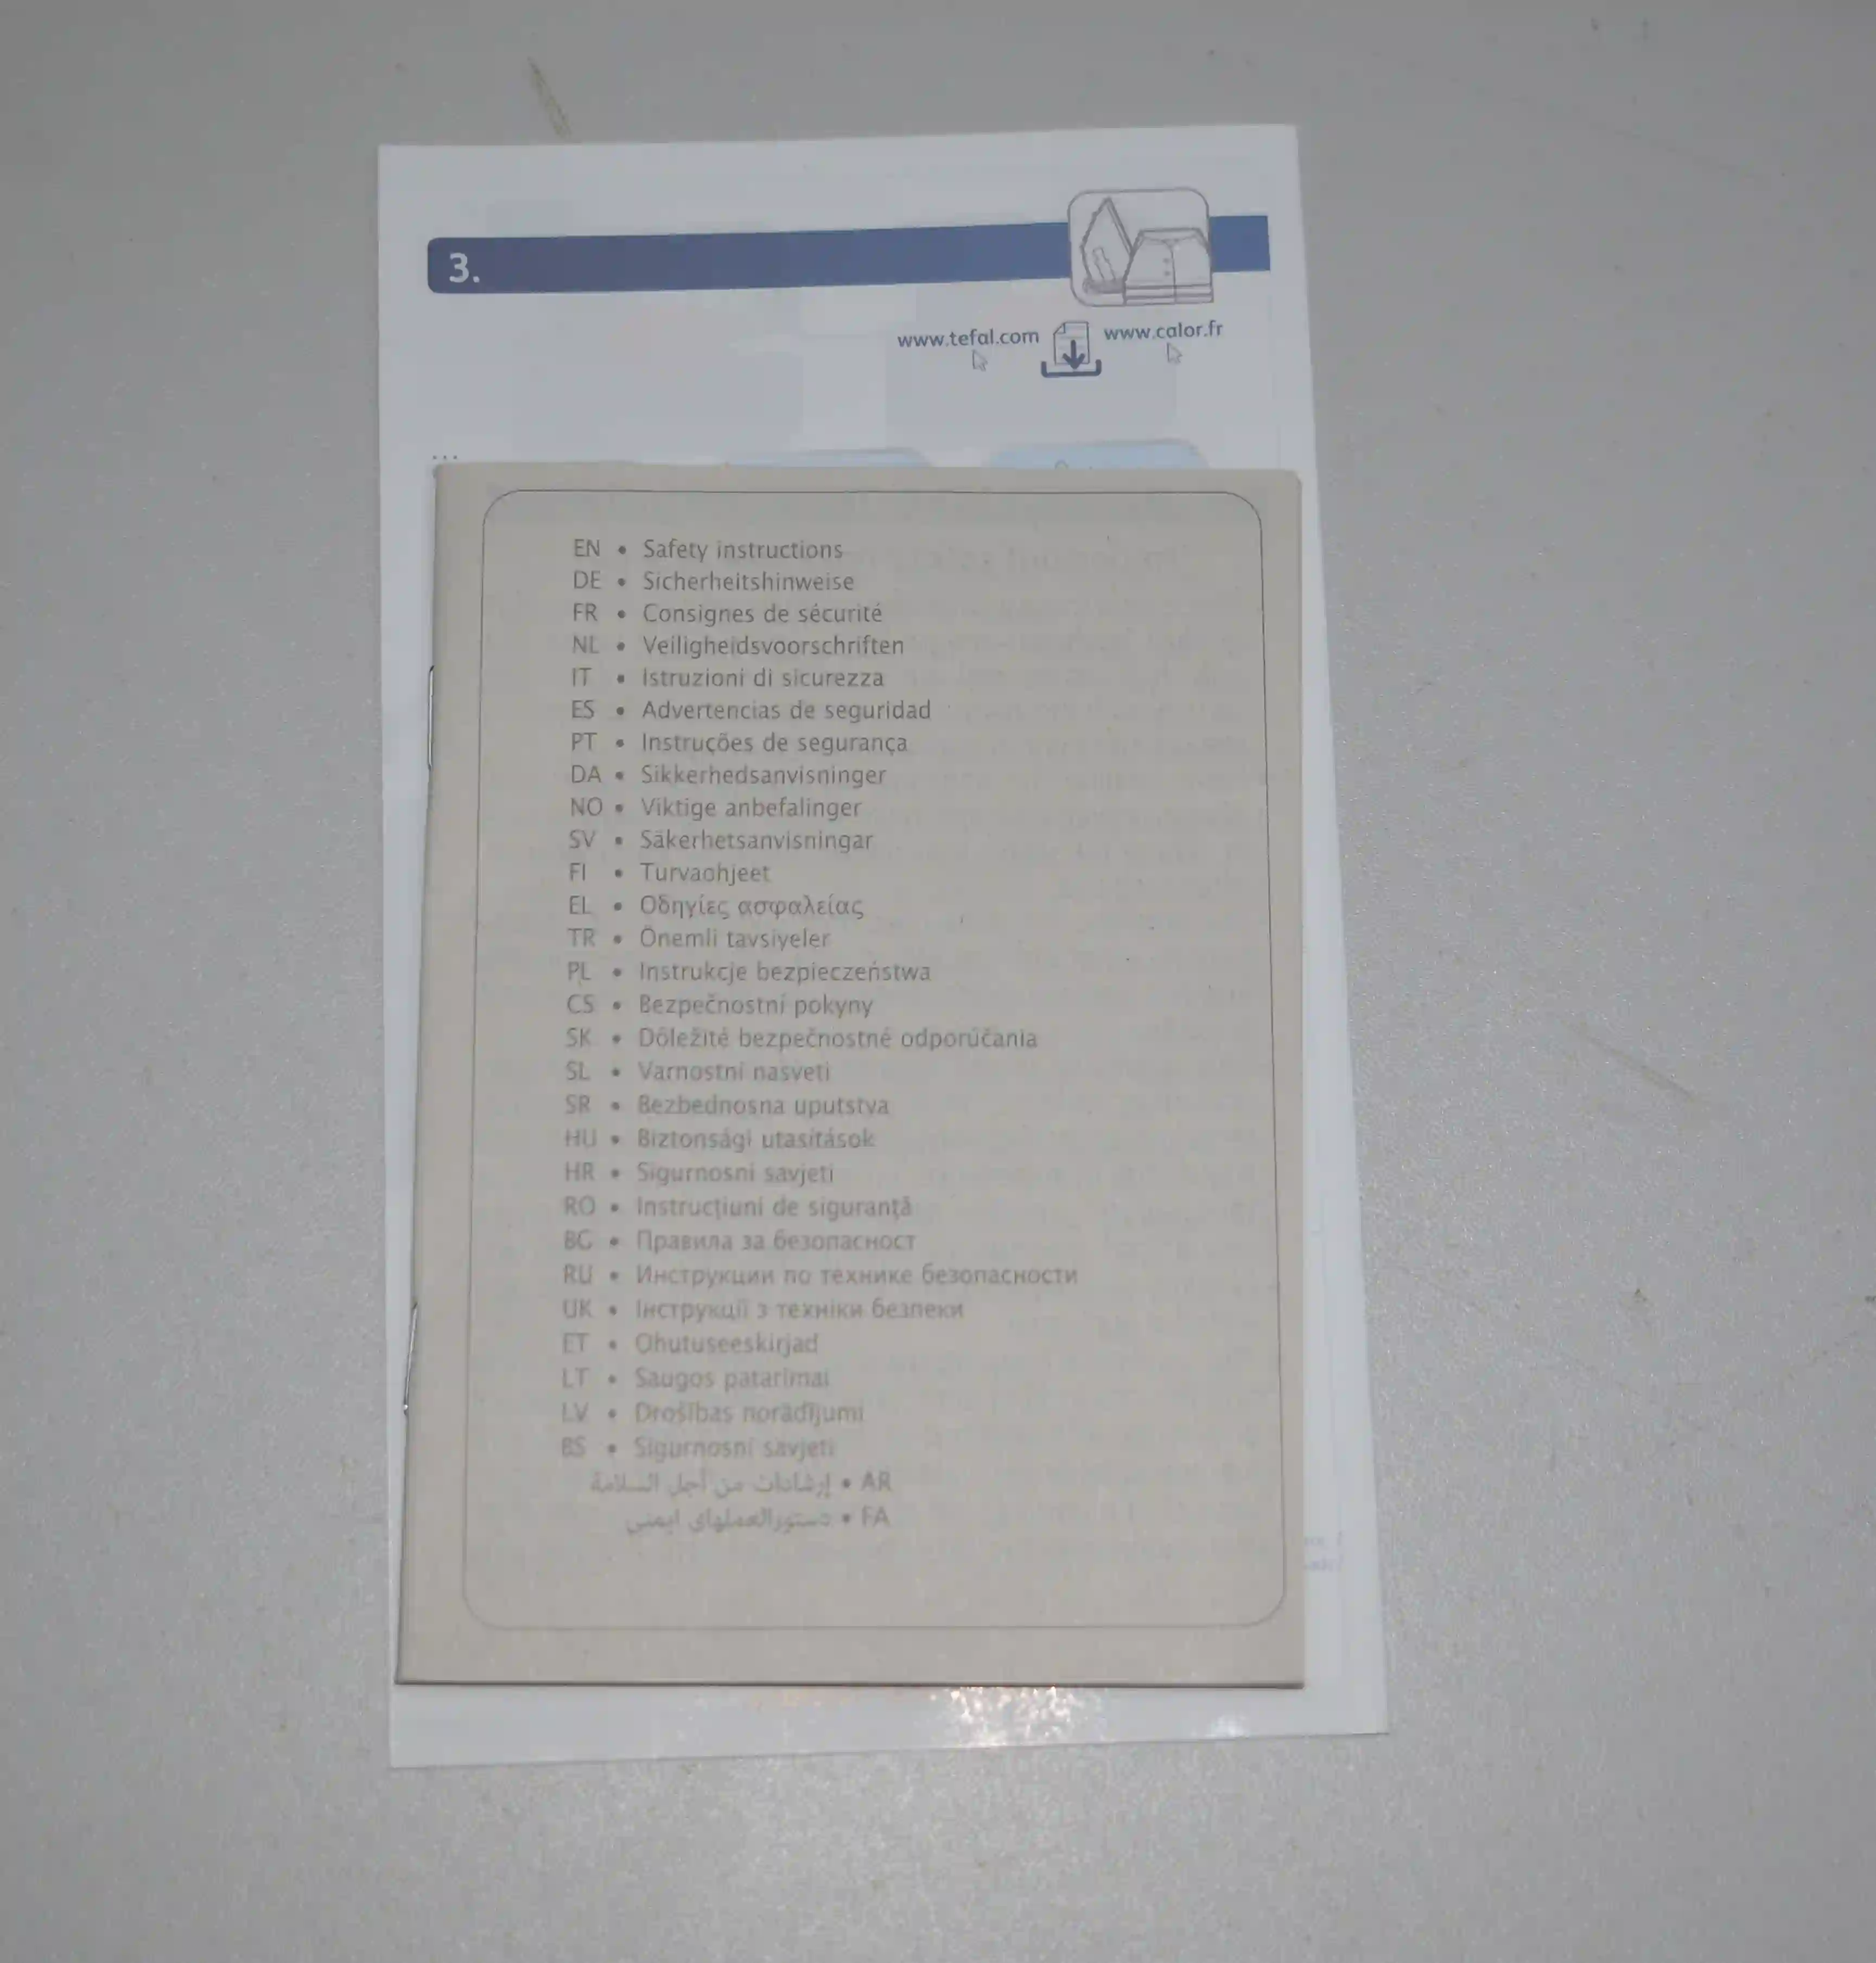 3.
www.tefal.com www.calor.fr
...
EN • Safety instructions
DE • Sicherheitshinweise
FR • Consignes de sécurité
NL • Veiligheidsvoorschriften
IT • Istruzioni di sicurezza
ES • Advertencias de seguridad
PT • Instruções de segurança
DA • Sikkerhedsanvisninger
NO • Viktige anbefalinger
SV • Säkerhetsanvisningar
FI • Turvaohjeet
EL • Οδηγίες ασφαλείας
TR • Önemli tavsiyeler
PL • Instrukcje bezpieczeństwa
CS • Bezpečnostní pokyny
SK • Dôležité bezpečnostné odporúčania
SL • Varnostni nasveti
SR • Bezbednosna uputstva
HU • Biztonsági utasítások
HR • Sigurnosni savjeti
RO • Instrucțiuni de siguranță
BG • Правила за безопасност
RU • Инструкции по технике безопасности
UK • Інструкції з техніки безпеки
ET • Ohutuseeskirjad
LT • Saugos patarimai
LV • Drošības norādījumi
BS • Sigurnosni savjeti
AR • إرشادات من أجل السلامة
FA • دستورالعملهای ایمنی